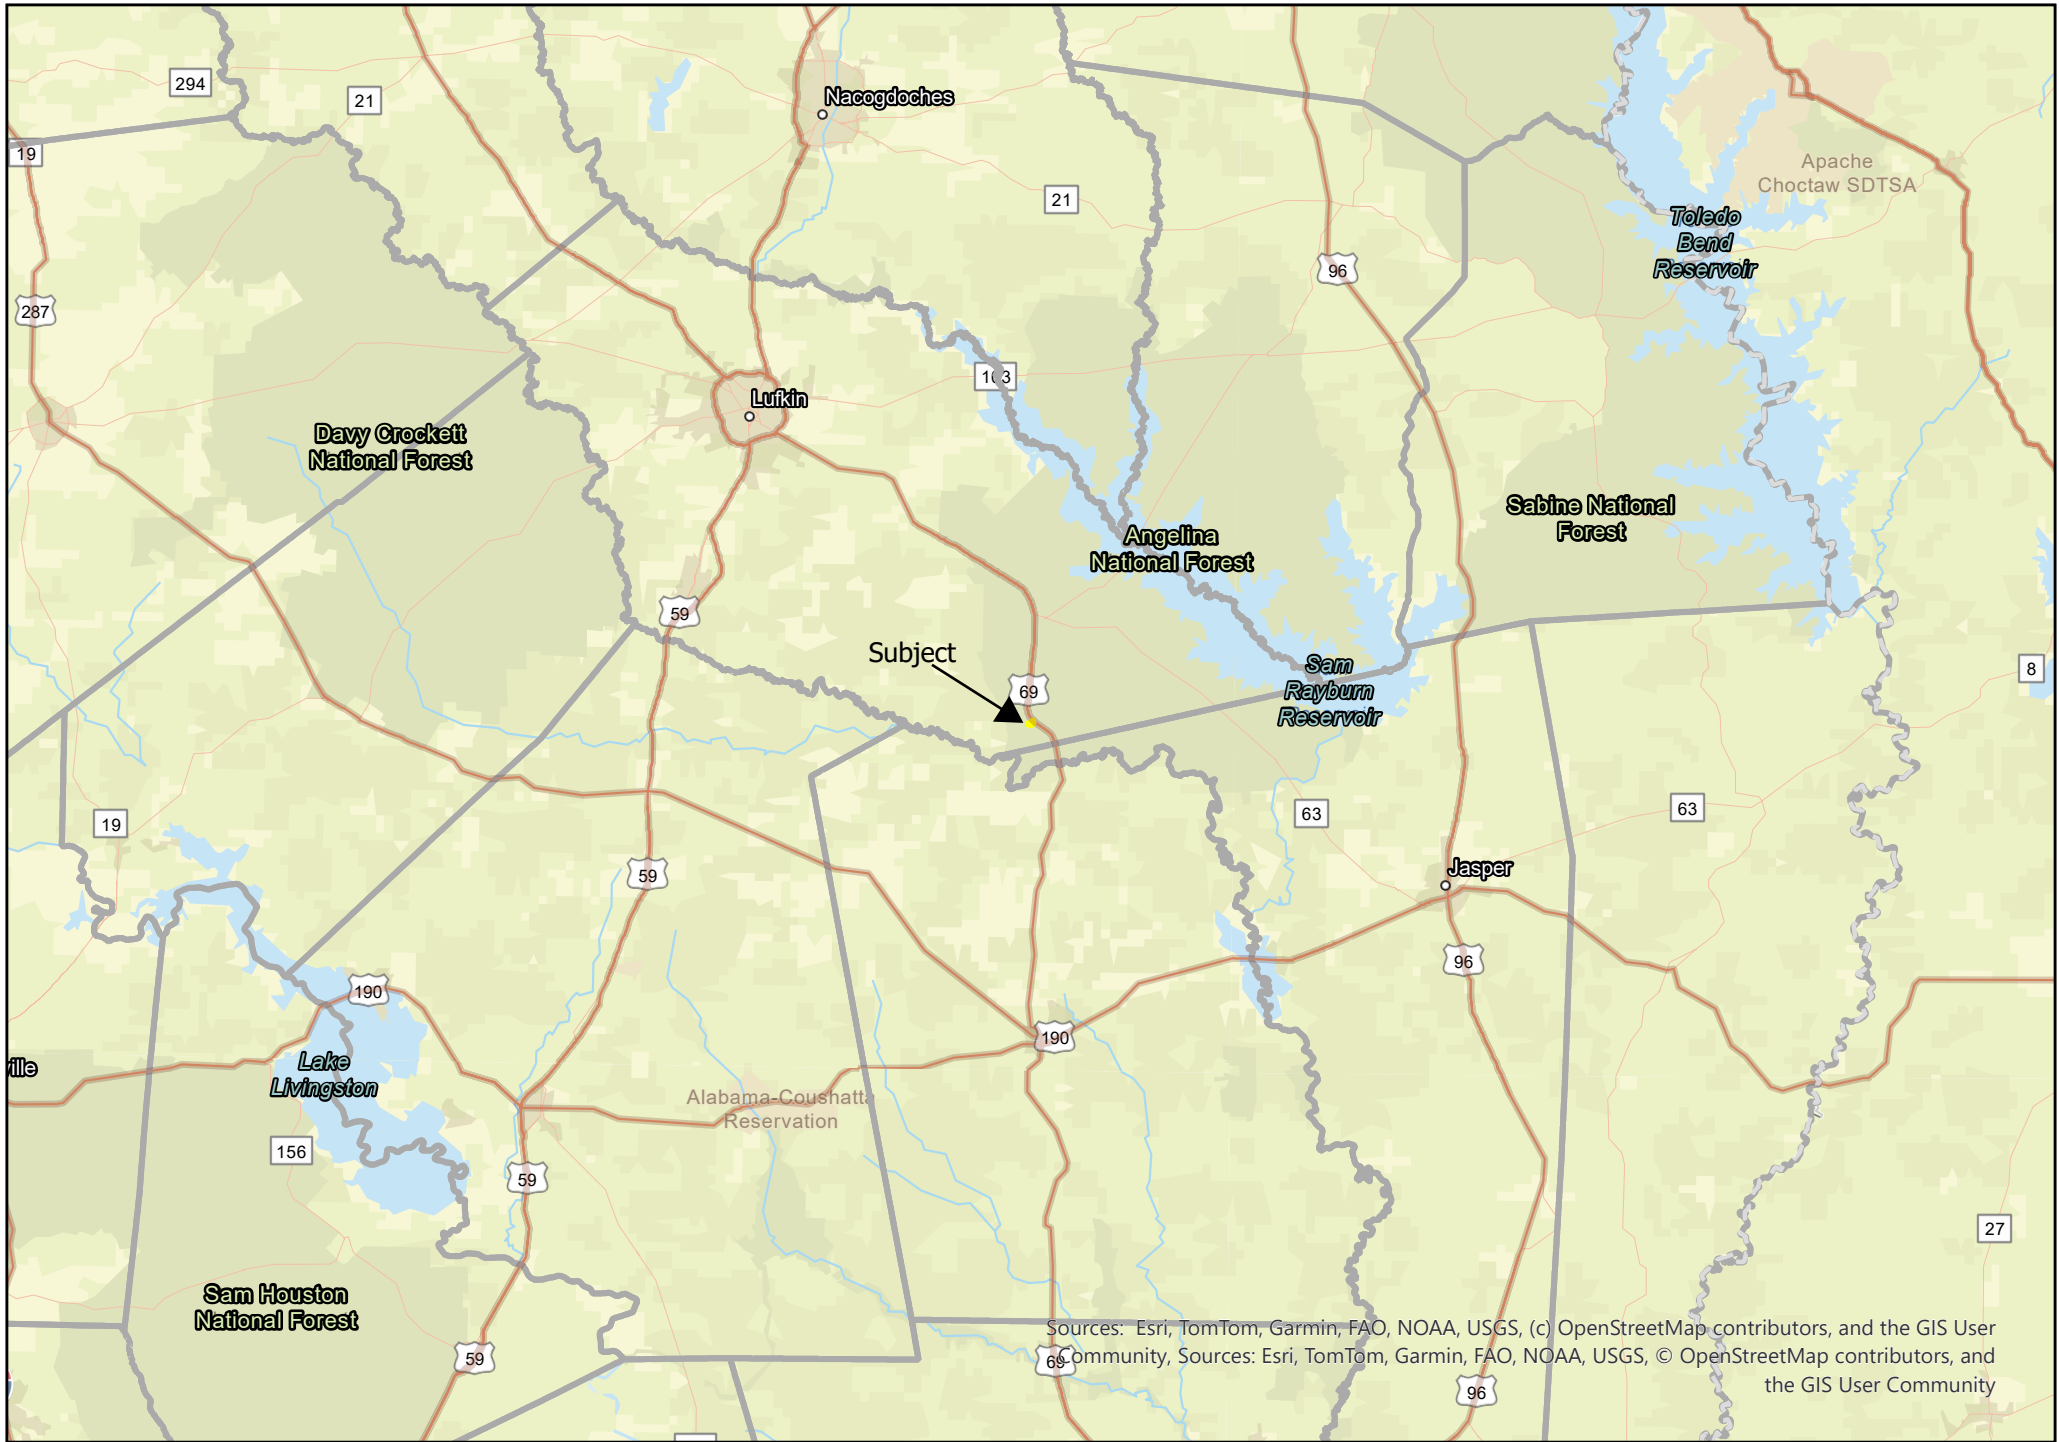 294
21
Nacogdoches
19
Apache
Choctaw SDTSA
21
Toledo
Bend
Reservoir
96
287
103
Lufkin
Davy Crockett
National Forest
Sabine National
Forest
Angelina
National Forest
59
Subject
69
Sam
Rayburn
Reservoir
8
19
63
63
59
Jasper
96
190
190
ville
Lake
Livingston
Alabama-Coushatta
Reservation
156
59
27
Sam Houston
National Forest
59
69
96
Sources: Esri, TomTom, Garmin, FAO, NOAA, USGS, (c) OpenStreetMap contributors, and the GIS User
Community, Sources: Esri, TomTom, Garmin, FAO, NOAA, USGS, © OpenStreetMap contributors, and
the GIS User Community